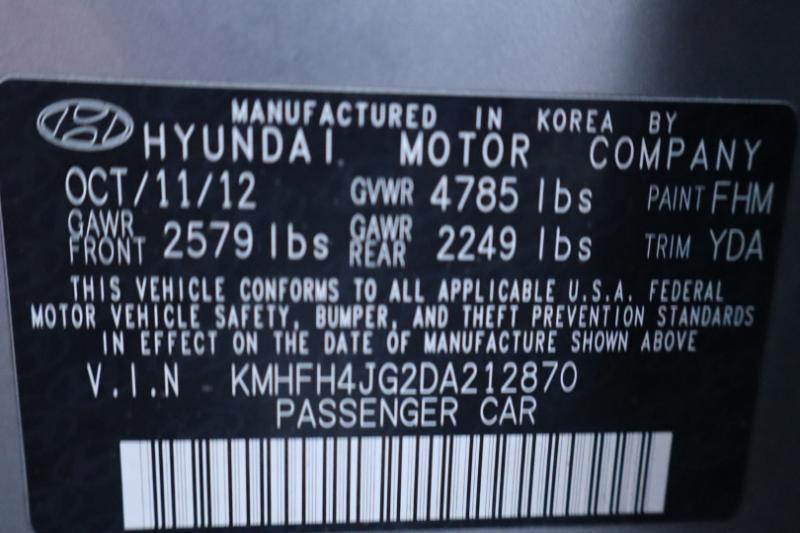 MANUFACTURED IN KOREA BY
HYUNDAI MOTOR COMPANY
OCT/11/12 GVWR 4785 lbs PAINT FHM
GAWR FRONT 2579 lbs GAWR REAR 2249 lbs TRIM YDA
THIS VEHICLE CONFORMS TO ALL APPLICABLE U.S.A. FEDERAL
MOTOR VEHICLE SAFETY, BUMPER, AND THEFT PREVENTION STANDARDS
IN EFFECT ON THE DATE OF MANUFACTURE SHOWN ABOVE
V.I.N KMHFH4JG2DA212870
PASSENGER CAR